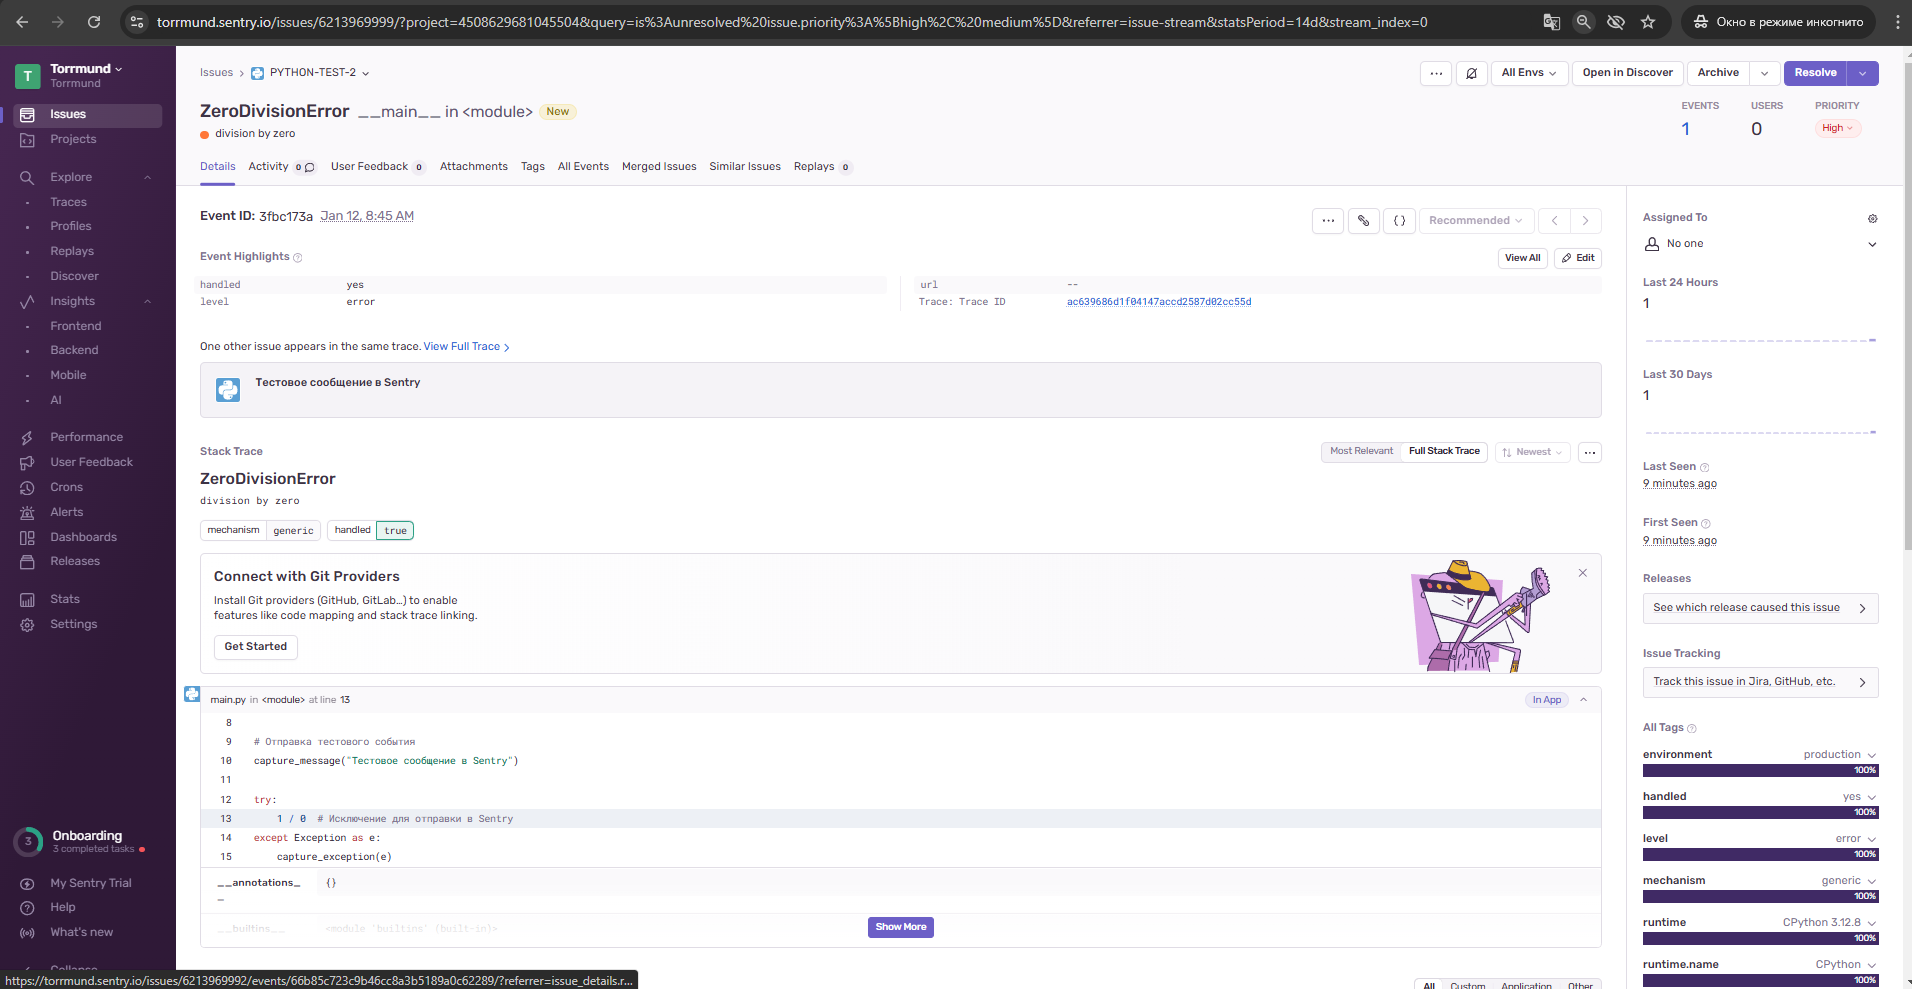 torrmund.sentry.io/issues/6213969999/?project=4508629681045504&query=is%3Aunresolved%20issue.priority%3A%5Bhigh%2C%20medium%5D&referrer=issue-stream&statsPeriod=14d&stream_index=0
Окно в режиме инкогнито
T
Torrmund
Torrmund
Issues
Projects
Explore
Traces
Profiles
Replays
Discover
Insights
Frontend
Backend
Mobile
AI
Performance
User Feedback
Crons
Alerts
Dashboards
Releases
Stats
Settings
3
Onboarding
3 completed tasks
My Sentry Trial
Help
What's new
Collapse
Issues > PYTHON-TEST-2
All Envs
Open in Discover
Archive
Resolve
ZeroDivisionError __main__ in <module> New
division by zero
EVENTS USERS PRIORITY
1 0 High
Details Activity 0 User Feedback 0 Attachments Tags All Events Merged Issues Similar Issues Replays 0
Event ID: 3fbc173a Jan 12, 8:45 AM
{} Recommended
Event Highlights
View All Edit
handled yes
level error
url --
Trace: Trace ID ac639686d1f04147accd2587d02cc55d
One other issue appears in the same trace. View Full Trace
Тестовое сообщение в Sentry
Stack Trace
Most Relevant Full Stack Trace Newest
ZeroDivisionError
division by zero
mechanism generic handled true
Connect with Git Providers
Install Git providers (GitHub, GitLab…) to enable
features like code mapping and stack trace linking.
Get Started
main.py in <module> at line 13
In App
8
9 # Отправка тестового события
10 capture_message("Тестовое сообщение в Sentry")
11
12 try:
13 1 / 0 # Исключение для отправки в Sentry
14 except Exception as e:
15 capture_exception(e)
__annotations_
_
{}
__builtins__ <module 'builtins' (built-in)>
Show More
All Custom Application Other
Assigned To
No one
Last 24 Hours
1
Last 30 Days
1
Last Seen
9 minutes ago
First Seen
9 minutes ago
Releases
See which release caused this issue
Issue Tracking
Track this issue in Jira, GitHub, etc.
All Tags
environment production
100%
handled yes
100%
level error
100%
mechanism generic
100%
runtime CPython 3.12.8
100%
runtime.name CPython
100%
https://torrmund.sentry.io/issues/6213969992/events/66b85c723c9b46cc8a3b5189a0c62289/?referrer=issue_details.r...